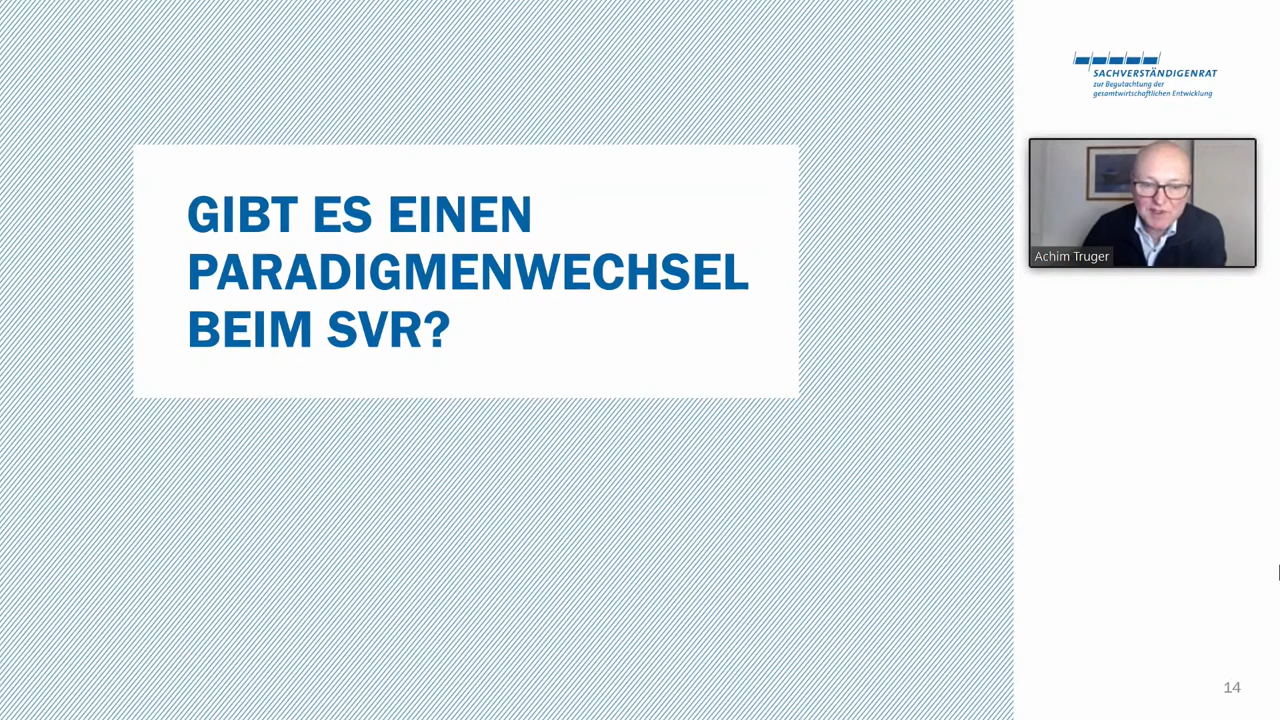 GIBT ES EINEN
PARADIGMENWECHSEL
BEIM SVR?
SACHVERSTÄNDIGENRAT
zur Begutachtung der
gesamtwirtschaftlichen Entwicklung
Achim Truger
14